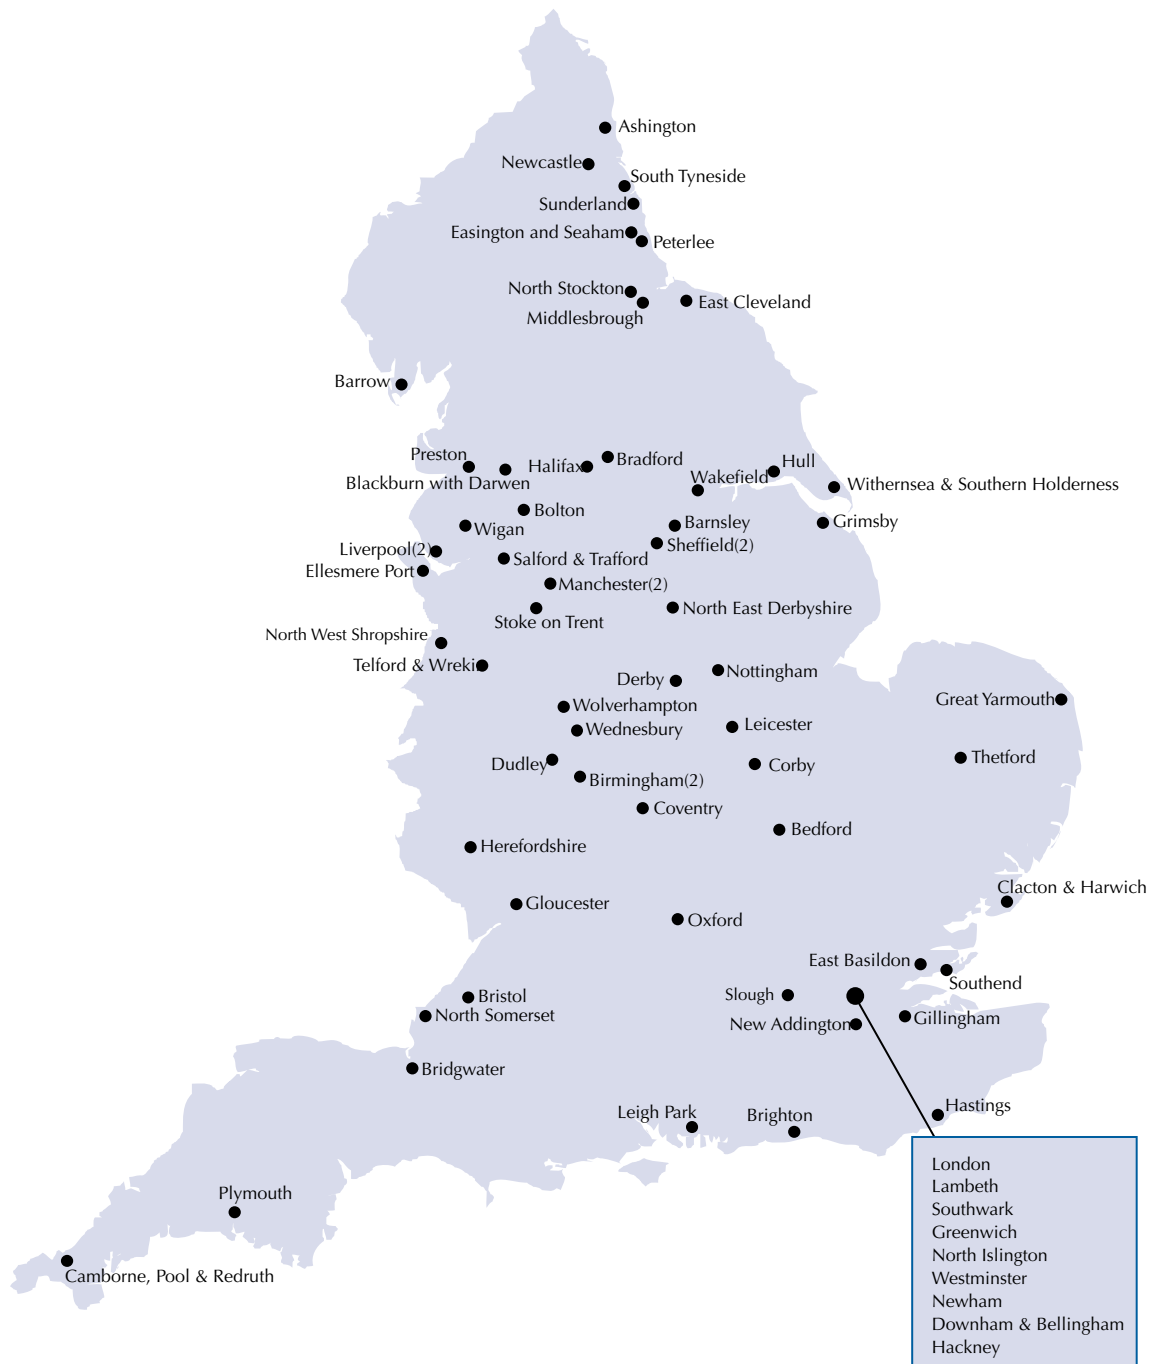 Ashington
Newcastle
South Tyneside
Sunderland
Easington and Seaham
Peterlee
North Stockton
East Cleveland
Middlesbrough
Barrow
Preston
Halifax
Bradford
Hull
Wakefield
Blackburn with Darwen
Withernsea & Southern Holderness
Bolton
Wigan
Barnsley
Grimsby
Liverpool(2)
Sheffield(2)
Salford & Trafford
Ellesmere Port
Manchester(2)
North East Derbyshire
Stoke on Trent
North West Shropshire
Telford & Wrekin
Nottingham
Derby
Great Yarmouth
Wolverhampton
Leicester
Wednesbury
Thetford
Dudley
Corby
Birmingham(2)
Coventry
Bedford
Herefordshire
Clacton & Harwich
Gloucester
Oxford
East Basildon
Southend
Slough
Bristol
North Somerset
Gillingham
New Addington
Bridgwater
Hastings
Leigh Park
Brighton
London
Lambeth
Southwark
Greenwich
North Islington
Westminster
Newham
Downham & Bellingham
Hackney
Plymouth
Camborne, Pool & Redruth